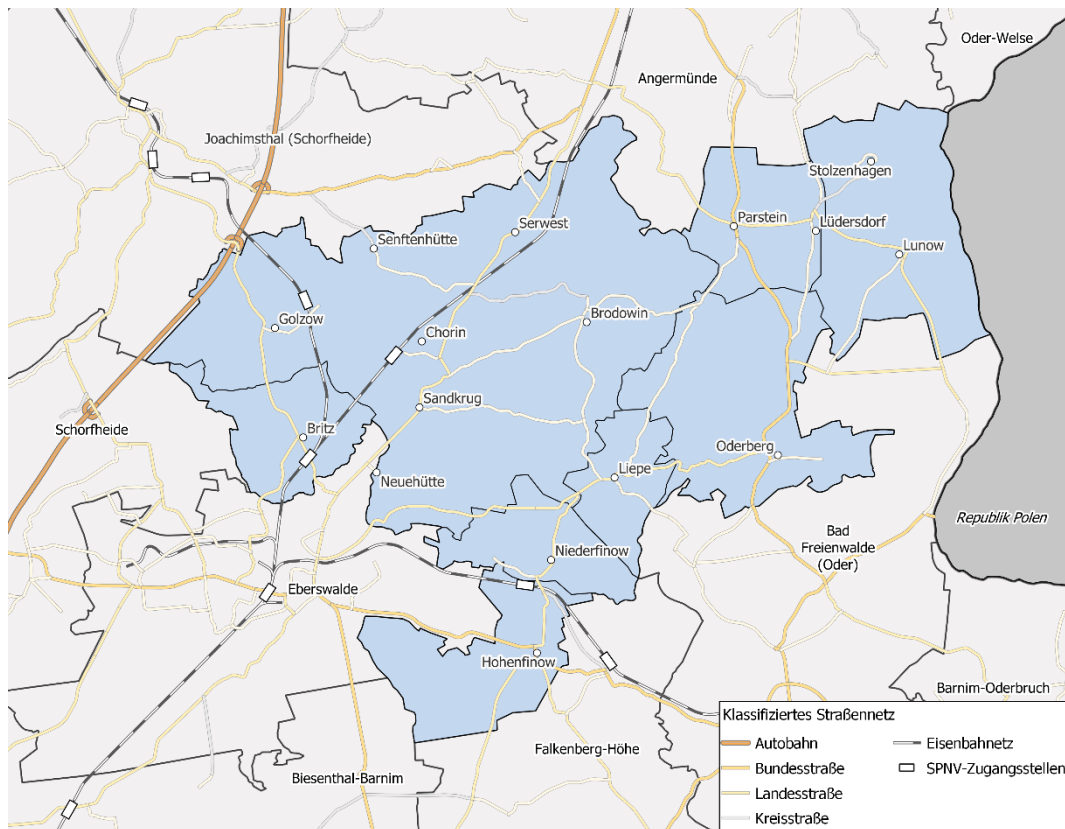 Oder-Welse
Angermünde
Joachimsthal (Schorfheide)
Stolzenhagen
Serwest
Parstein
Lüdersdorf
Senftenhütte
Lunow
Golzow
Brodowin
Chorin
Sandkrug
Schorfheide
Britz
Oderberg
Liepe
Neuehütte
Republik Polen
Bad
Freienwalde
(Oder)
Niederfinow
Eberswalde
Hohenfinow
Barnim-Oderbruch
Falkenberg-Höhe
Biesenthal-Barnim
Klassifiziertes Straßennetz
Autobahn
Bundesstraße
Landesstraße
Kreisstraße
Eisenbahnetz
SPNV-Zugangsstellen